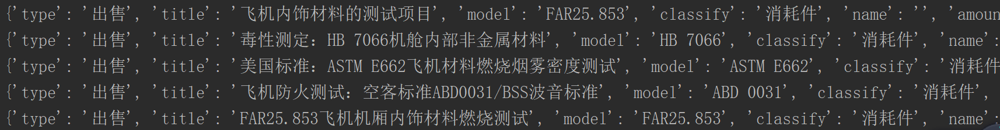 {'type': '出售', 'title': '飞机内饰材料的测试项目', 'model': 'FAR25.853', 'classify': '消耗件', 'name': '', 'amoun
{'type': '出售', 'title': '毒性测定：HB 7066机舱内部非金属材料', 'model': 'HB 7066', 'classify': '消耗件', 'name':
{'type': '出售', 'title': '美国标准：ASTM E662飞机材料燃烧烟雾密度测试', 'model': 'ASTM E662', 'classify': '消耗件
{'type': '出售', 'title': '飞机防火测试：空客标准ABD0031/BSS波音标准', 'model': 'ABD 0031', 'classify': '消耗件',
{'type': '出售', 'title': 'FAR25.853飞机机厢内饰材料燃烧测试', 'model': 'FAR25.853', 'classify': '消耗件', 'name':